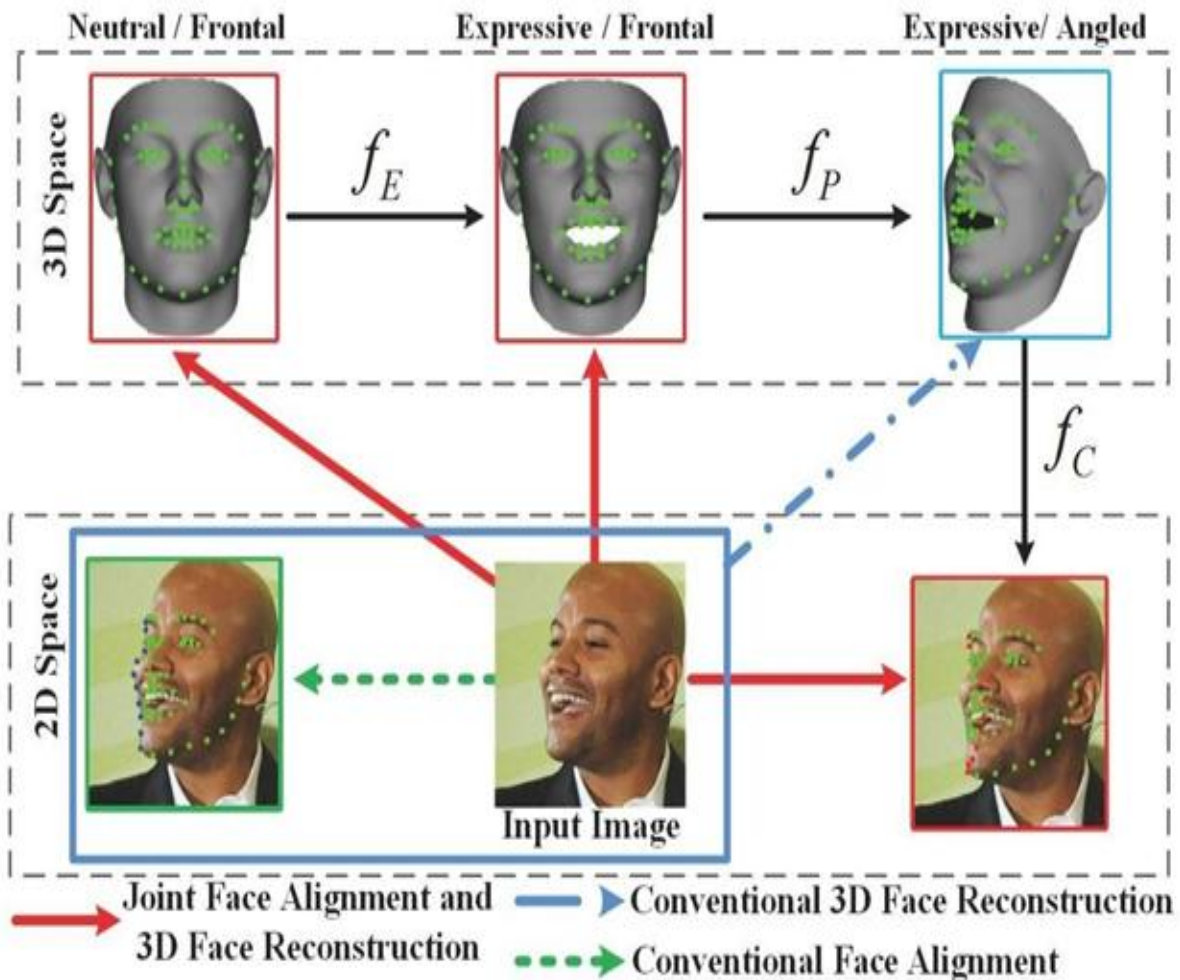 Neutral / Frontal
Expressive / Frontal
Expressive/ Angled
3D Space
f_E
f_P
f_C
2D Space
Input Image
Joint Face Alignment and
3D Face Reconstruction
Conventional 3D Face Reconstruction
Conventional Face Alignment